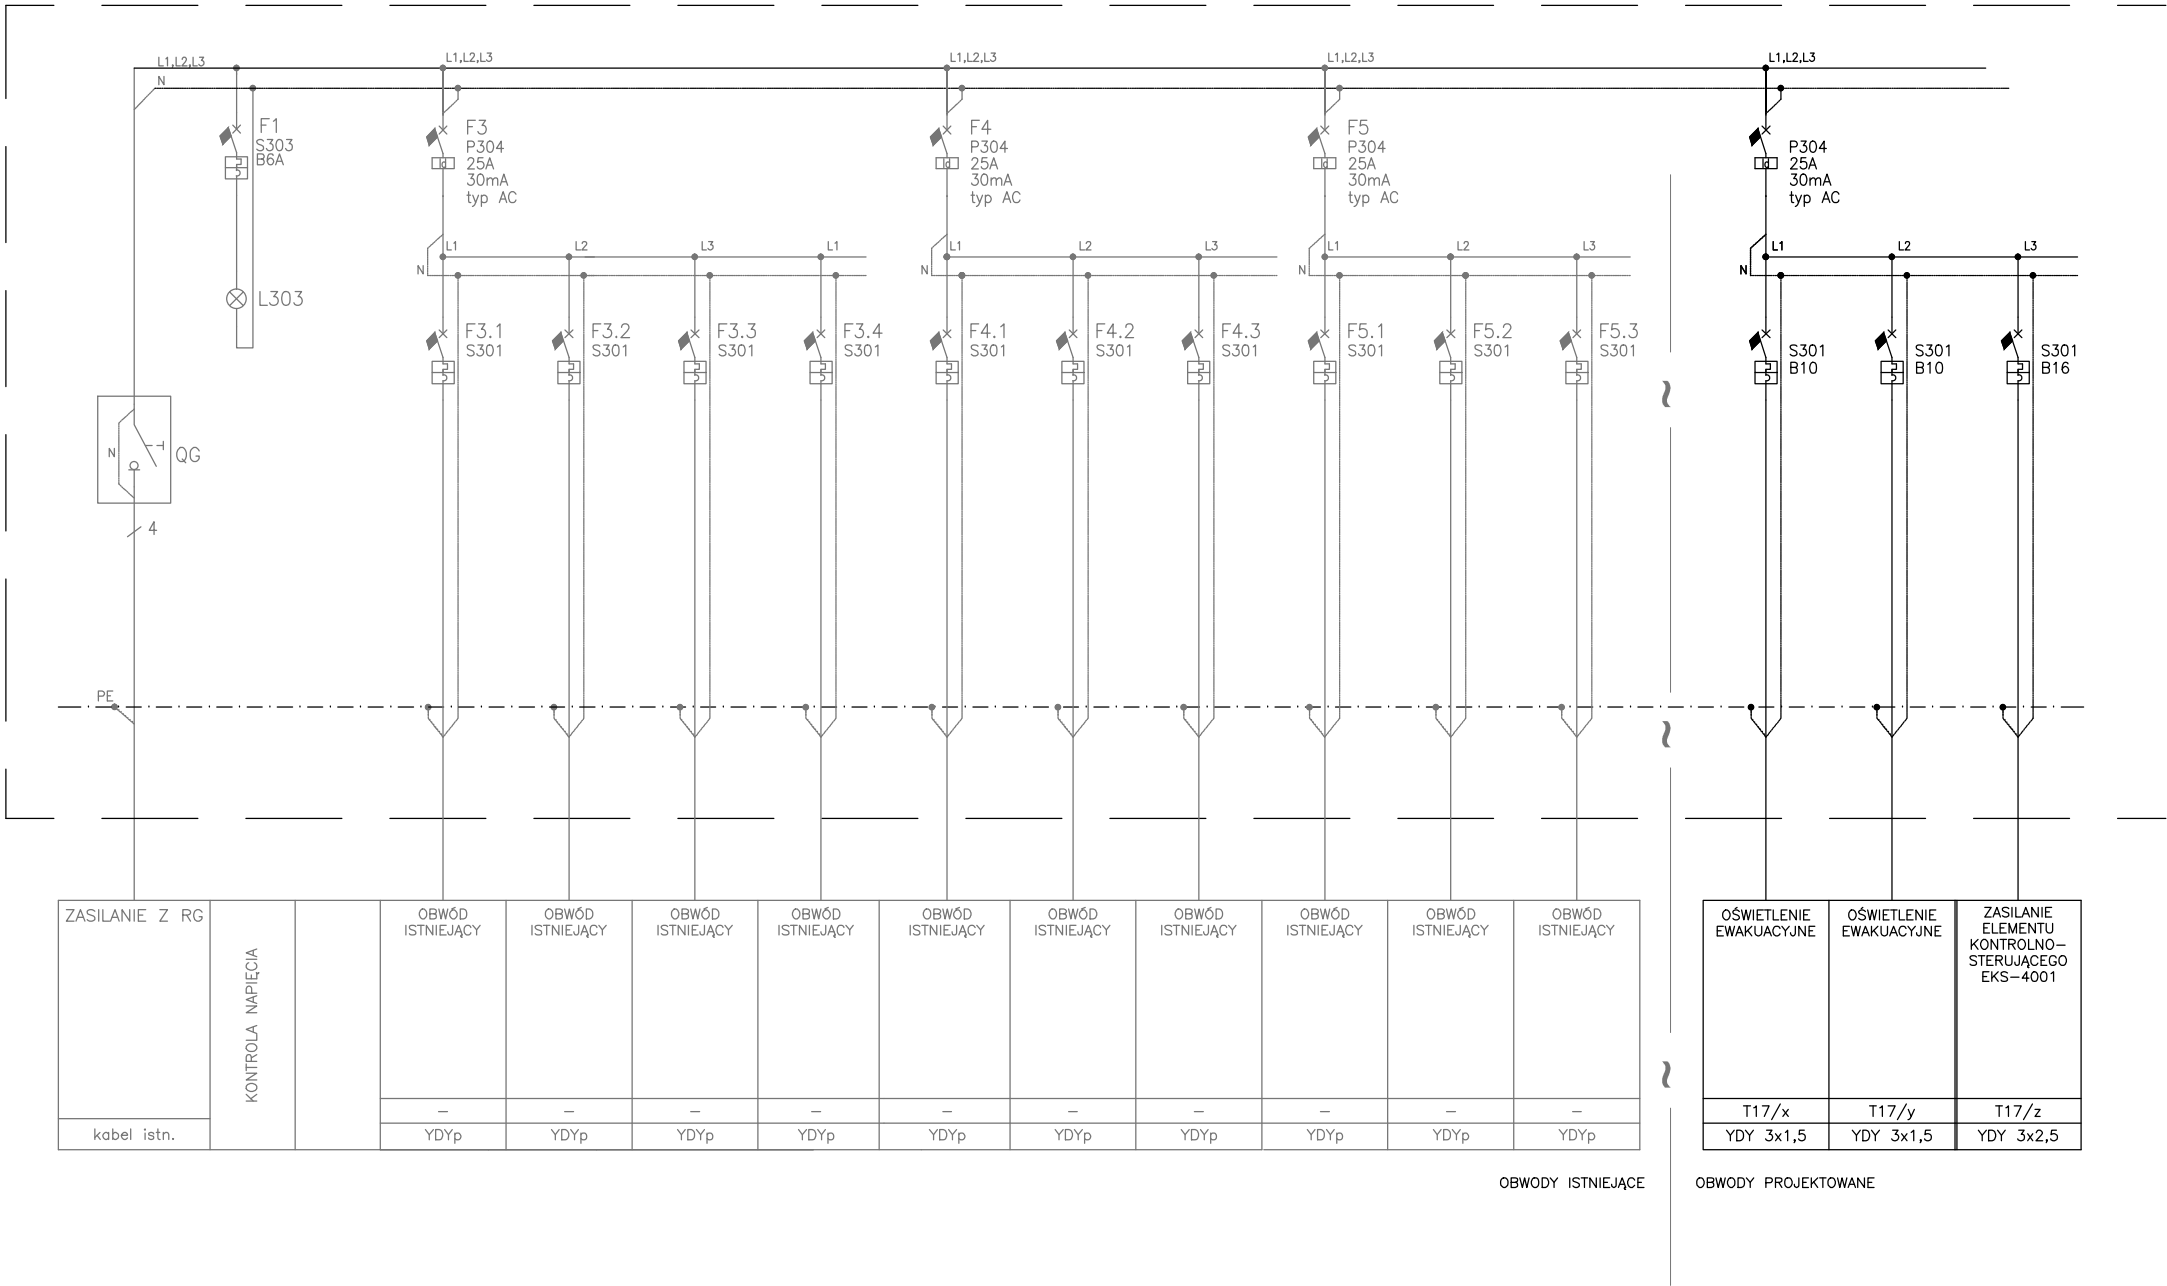 L1,L2,L3
N
L1,L2,L3
L1,L2,L3
L1,L2,L3
L1,L2,L3
F1
S303
B6A
F3
P304
25A
30mA
typ AC
F4
P304
25A
30mA
typ AC
F5
P304
25A
30mA
typ AC
P304
25A
30mA
typ AC
N
L1
L2
L3
L1
N
L1
L2
L3
N
L1
L2
L3
N
L1
L2
L3
L303
F3.1
S301
F3.2
S301
F3.3
S301
F3.4
S301
F4.1
S301
F4.2
S301
F4.3
S301
F5.1
S301
F5.2
S301
F5.3
S301
S301
B10
S301
B10
S301
B16
N
QG
4
PE
ZASILANIE Z RG
kabel istn.
KONTROLA NAPIĘCIA
OBWÓD
ISTNIEJĄCY
–
YDYp
OBWÓD
ISTNIEJĄCY
–
YDYp
OBWÓD
ISTNIEJĄCY
–
YDYp
OBWÓD
ISTNIEJĄCY
–
YDYp
OBWÓD
ISTNIEJĄCY
–
YDYp
OBWÓD
ISTNIEJĄCY
–
YDYp
OBWÓD
ISTNIEJĄCY
–
YDYp
OBWÓD
ISTNIEJĄCY
–
YDYp
OBWÓD
ISTNIEJĄCY
–
YDYp
OBWÓD
ISTNIEJĄCY
–
YDYp
OŚWIETLENIE
EWAKUACYJNE
T17/x
YDY 3x1,5
OŚWIETLENIE
EWAKUACYJNE
T17/y
YDY 3x1,5
ZASILANIE
ELEMENTU
KONTROLNO–
STERUJĄCEGO
EKS–4001
T17/z
YDY 3x2,5
OBWODY ISTNIEJĄCE
OBWODY PROJEKTOWANE